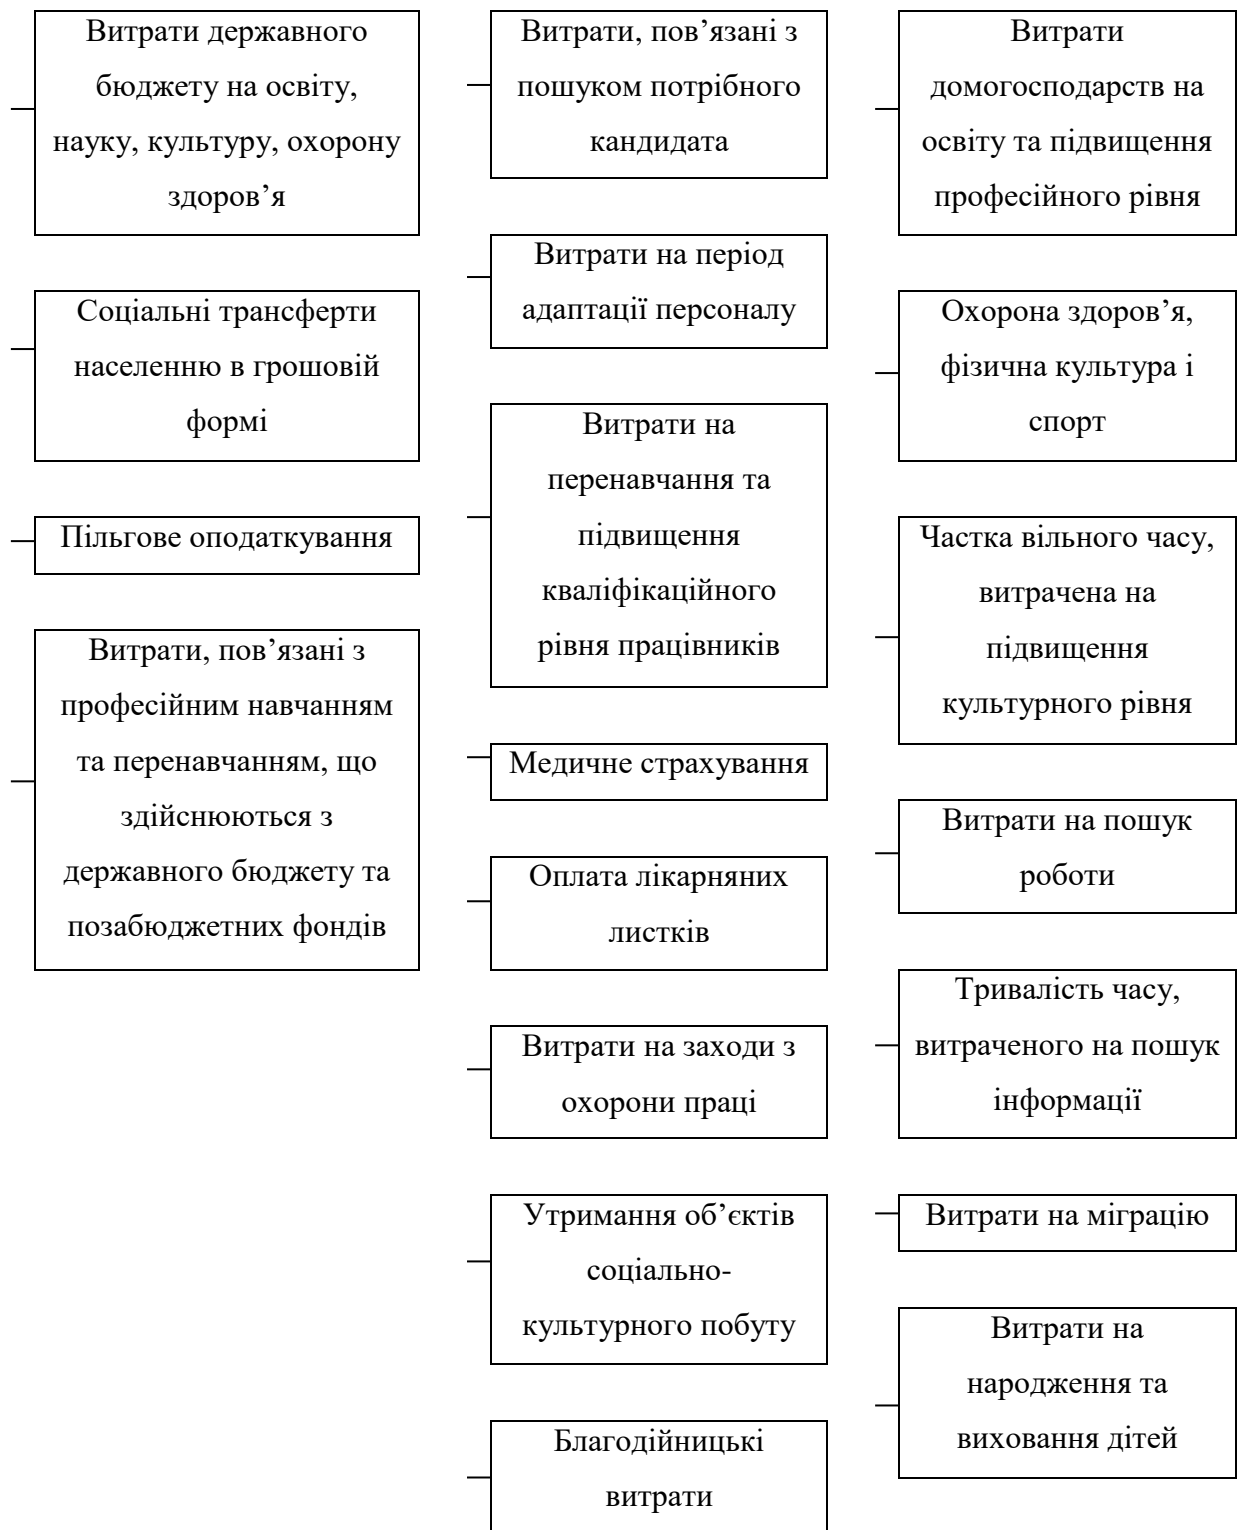 Витрати державного
бюджету на освіту,
науку, культуру, охорону
здоров’я
Соціальні трансферти
населенню в грошовій
формі
Пільгове оподаткування
Витрати, пов’язані з
професійним навчанням
та перенавчанням, що
здійснюються з
державного бюджету та
позабюджетних фондів
Витрати, пов’язані з
пошуком потрібного
кандидата
Витрати на період
адаптації персоналу
Витрати на
перенавчання та
підвищення
кваліфікаційного
рівня працівників
Медичне страхування
Оплата лікарняних
листків
Витрати на заходи з
охорони праці
Утримання об’єктів
соціально-
культурного побуту
Благодійницькі
витрати
Витрати
домогосподарств на
освіту та підвищення
професійного рівня
Охорона здоров’я,
фізична культура і
спорт
Частка вільного часу,
витрачена на
підвищення
культурного рівня
Витрати на пошук
роботи
Тривалість часу,
витраченого на пошук
інформації
Витрати на міграцію
Витрати на
народження та
виховання дітей